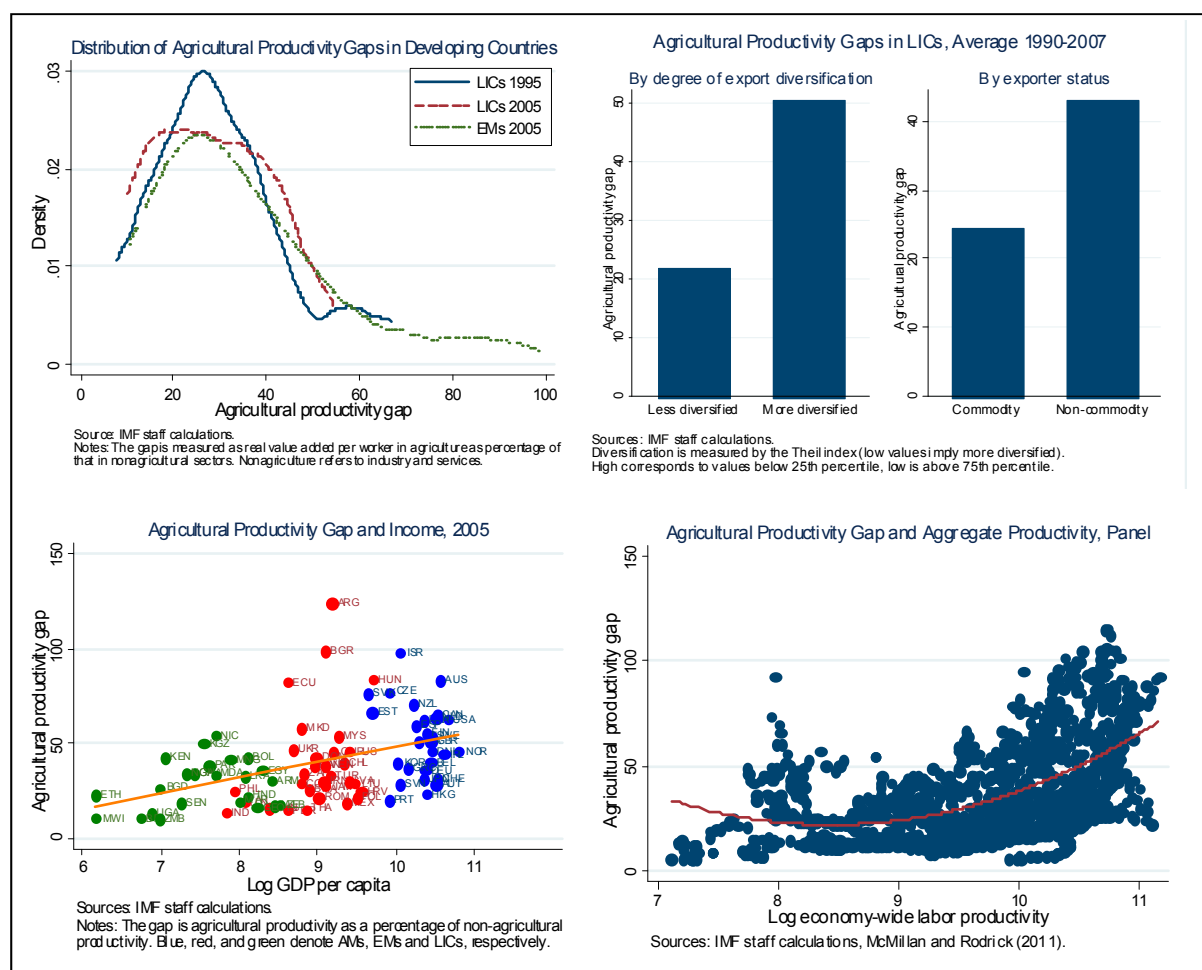 Distribution of Agricultural Productivity Gaps in Developing Countries
.03
.02
.01
0
Density
LICs 1995
LICs 2005
EMs 2005
0 20 40 60 80 100
Agricultural productivity gap
Source: IMF staff calculations.
Notes: The gap is measured as real value added per worker in agriculture as percentage of
that in nonagricultural sectors. Nonagriculture refers to industry and services.
Agricultural Productivity Gaps in LICs, Average 1990-2007
By degree of export diversification
Agricultural productivity gap
0 10 20 30 40 50
Less diversified More diversified
By exporter status
Agricultural productivity gap
0 10 20 30 40
Commodity Non-commodity
Sources: IMF staff calculations.
Diversification is measured by the Theil index (low values imply more diversified).
High corresponds to values below 25th percentile, low is above 75th percentile.
Agricultural Productivity Gap and Income, 2005
Agricultural productivity gap
0 50 100 150
ARG
BGR
ISR
ECU
HUN
AUS
CZE
EST
NZL
MKD
MYS
NIC
KGZ
UKR
KEN
BOL
NOR
BGD
PHL
ETH
SEN
PRT
HKG
UGA
MWI
ZMB
IND
6 7 8 9 10 11
Log GDP per capita
Sources: IMF staff calculations.
Notes: The gap is agricultural productivity as a percentage of non-agricultural
productivity. Blue, red, and green denote AMs, EMs and LICs, respectively.
Agricultural Productivity Gap and Aggregate Productivity, Panel
Agricultural productivity gap
0 50 100 150
7 8 9 10 11
Log economy-wide labor productivity
Sources: IMF staff calculations, McMillan and Rodrick (2011).